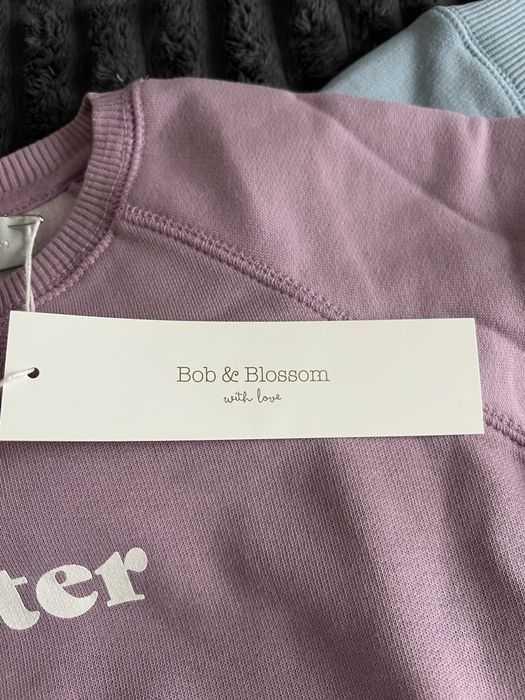 Bob & Blossom
with love
ter